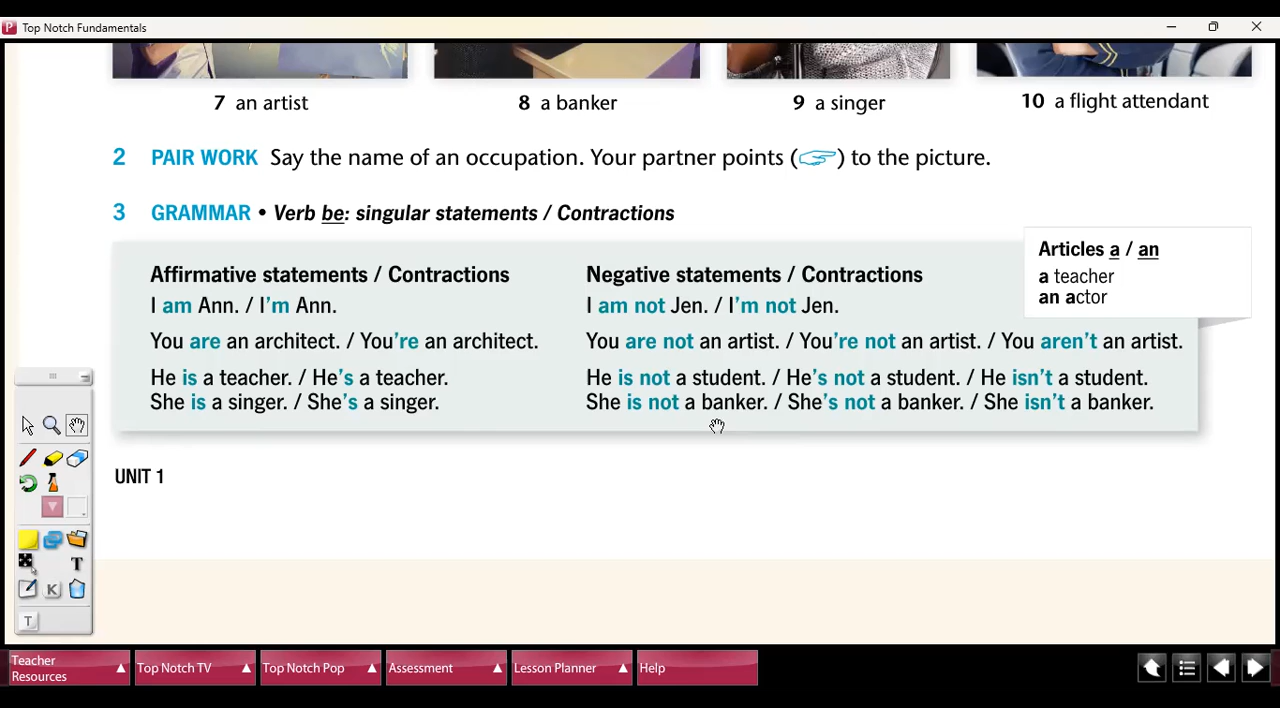 Top Notch Fundamentals
7 an artist
8 a banker
9 a singer
10 a flight attendant
2 PAIR WORK Say the name of an occupation. Your partner points (☞) to the picture.
3 GRAMMAR • Verb be: singular statements / Contractions
Articles a / an
a teacher
an actor
Affirmative statements / Contractions
I am Ann. / I'm Ann.
You are an architect. / You're an architect.
He is a teacher. / He's a teacher.
She is a singer. / She's a singer.
Negative statements / Contractions
I am not Jen. / I'm not Jen.
You are not an artist. / You're not an artist. / You aren't an artist.
He is not a student. / He's not a student. / He isn't a student.
She is not a banker. / She's not a banker. / She isn't a banker.
UNIT 1
T
K
T
Teacher
Resources
Top Notch TV
Top Notch Pop
Assessment
Lesson Planner
Help